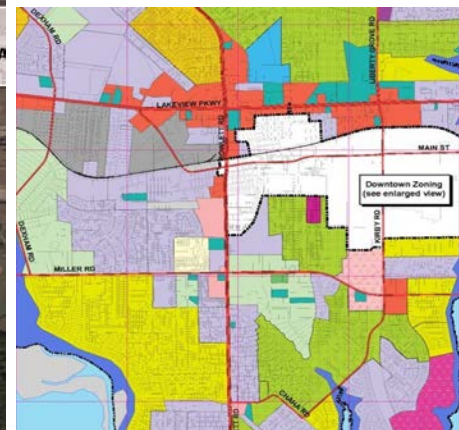 DEXHAM RD
LIBERTY GROVE RD
LAKEVIEW PKWY
MAIN ST
Downtown Zoning
(see enlarged view)
KIRBY RD
DEXHAM RD
MILLER RD
CHAHA RD